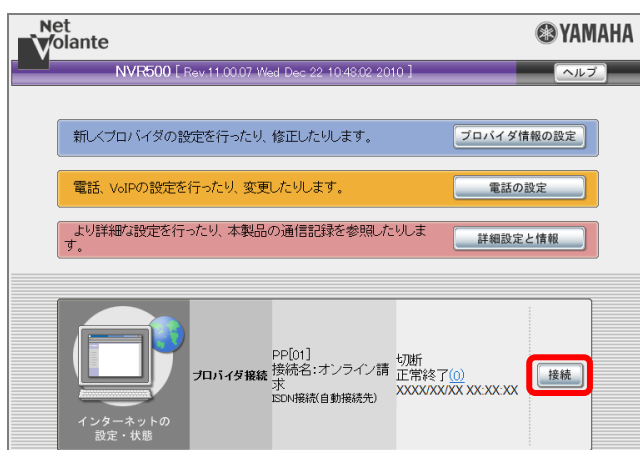 Net
Volante
YAMAHA
NVR500 [ Rev.11.00.07 Wed Dec 22 10:48:02 2010 ]
ヘルプ
新しくプロバイダの設定を行ったり、修正したりします。
プロバイダ情報の設定
電話、VoIPの設定を行ったり、変更したりします。
電話の設定
より詳細な設定を行ったり、本製品の通信記録を参照したりしま
す。
詳細設定と情報
インターネットの
設定・状態
プロバイダ接続
PP[01]
接続名:オンライン請
求
ISDN接続(自動接続先)
切断
正常終了(0)
XXXX/XX/XX XX:XX:XX
接続